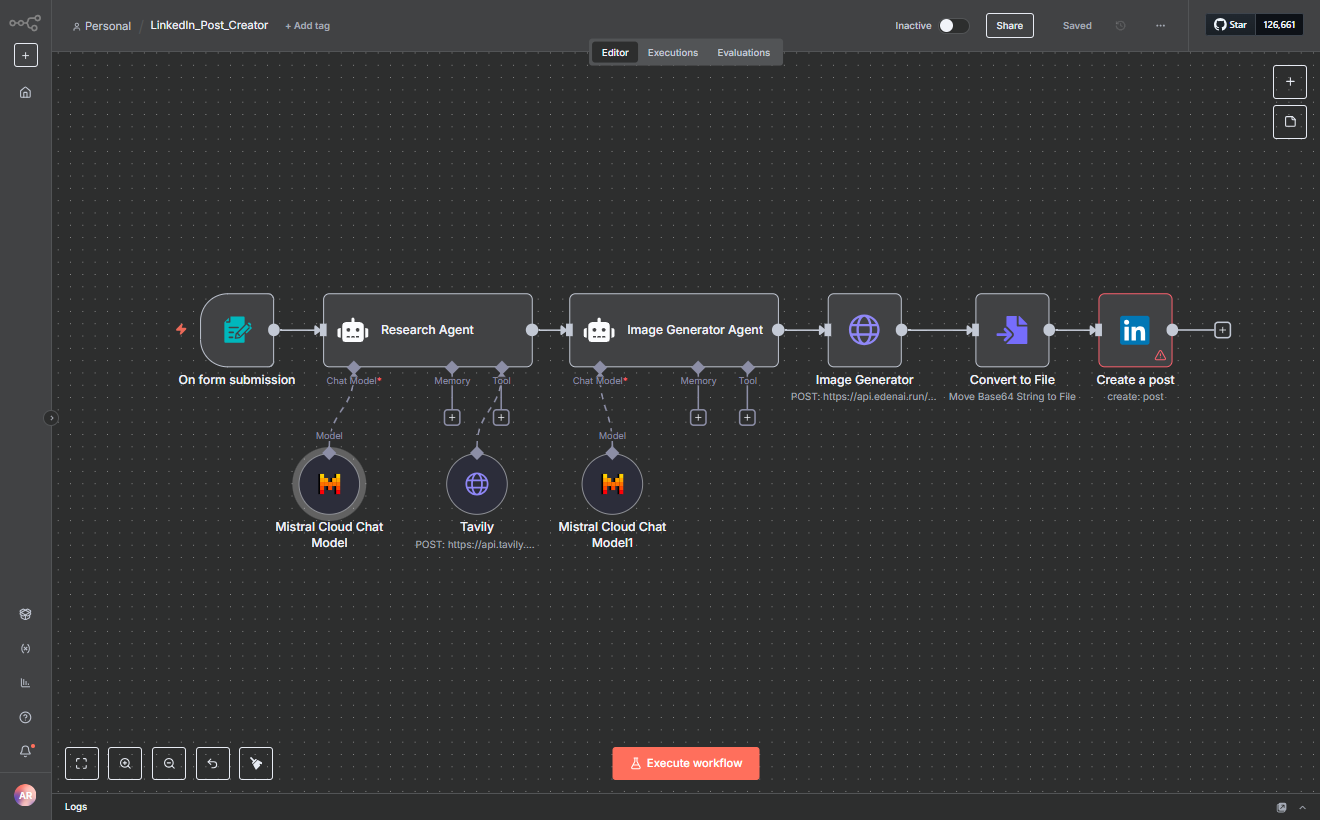 Personal / LinkedIn_Post_Creator + Add tag
Inactive Share Saved ... Star 126,661
Editor Executions Evaluations
Research Agent
Image Generator Agent
On form submission
Chat Model*
Memory
Tool
Chat Model*
Memory
Tool
Image Generator
POST: https://api.edenai.run/...
Convert to File
Move Base64 String to File
in
Create a post
create: post
Model
Model
Mistral Cloud Chat
Model
Tavily
POST: https://api.tavily....
Mistral Cloud Chat
Model1
Execute workflow
AR
Logs